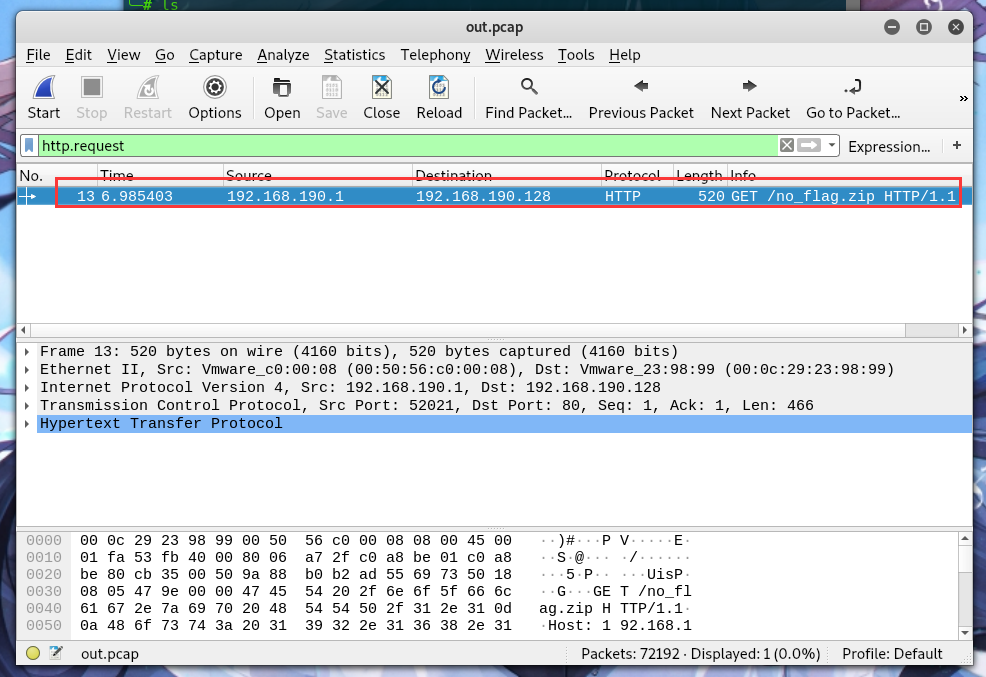 ls
out.pcap
File Edit View Go Capture Analyze Statistics Telephony Wireless Tools Help
Start Stop Restart Options Open Save Close Reload Find Packet... Previous Packet Next Packet Go to Packet... »
http.request Expression... +
No. Time Source Destination Protocol Length Info
13 6.985403 192.168.190.1 192.168.190.128 HTTP 520 GET /no_flag.zip HTTP/1.1
Frame 13: 520 bytes on wire (4160 bits), 520 bytes captured (4160 bits)
Ethernet II, Src: Vmware_c0:00:08 (00:50:56:c0:00:08), Dst: Vmware_23:98:99 (00:0c:29:23:98:99)
Internet Protocol Version 4, Src: 192.168.190.1, Dst: 192.168.190.128
Transmission Control Protocol, Src Port: 52021, Dst Port: 80, Seq: 1, Ack: 1, Len: 466
Hypertext Transfer Protocol
0000 00 0c 29 23 98 99 00 50 56 c0 00 08 08 00 45 00 ··)#···P V·····E·
0010 01 fa 53 fb 40 00 80 06 a7 2f c0 a8 be 01 c0 a8 ··S·@··· ·/······
0020 be 80 cb 35 00 50 9a 88 b0 b2 ad 55 69 73 50 18 ···5·P·· ···UisP·
0030 08 05 47 9e 00 00 47 45 54 20 2f 6e 6f 5f 66 6c ··G···GE T /no_fl
0040 61 67 2e 7a 69 70 20 48 54 54 50 2f 31 2e 31 0d ag.zip H TTP/1.1·
0050 0a 48 6f 73 74 3a 20 31 39 32 2e 31 36 38 2e 31 ·Host: 1 92.168.1
out.pcap Packets: 72192 · Displayed: 1 (0.0%) Profile: Default